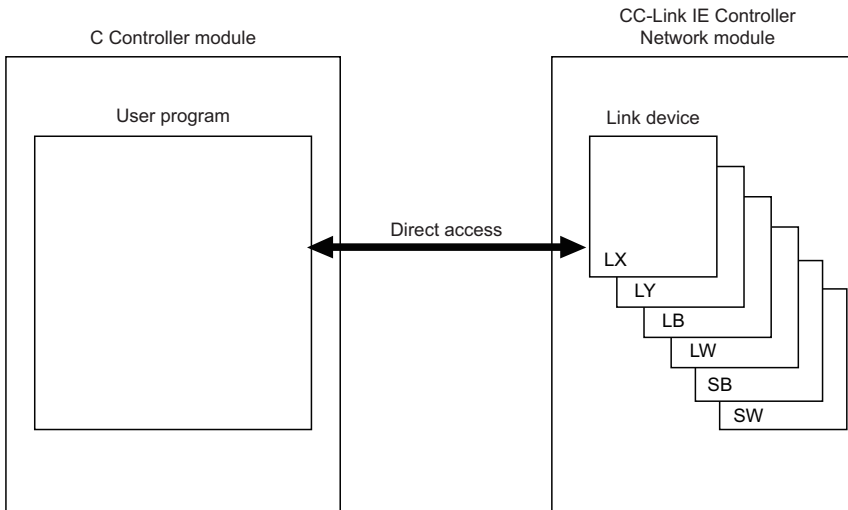 C Controller module
CC-Link IE Controller
Network module
User program
Link device
Direct access
LX
LY
LB
LW
SB
SW